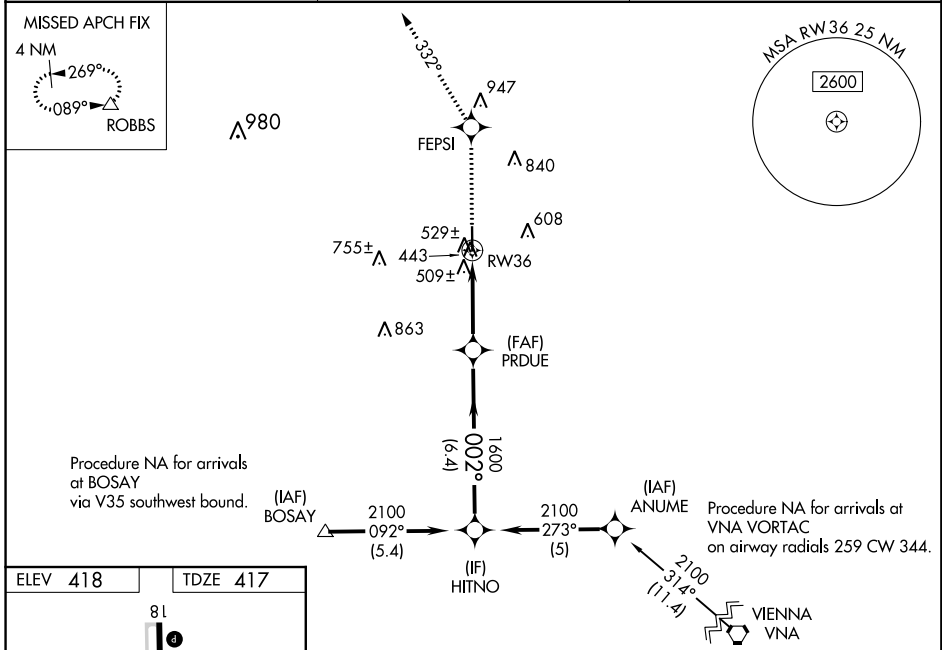 MISSED APCH FIX
4 NM
269°
089°
ROBBS
332°
947
FEPSI
980
840
MSA RW36 25 NM
2600
608
529±
755±
443
RW36
509±
863
(FAF)
PRDUE
1600
002°
(6.4)
Procedure NA for arrivals
at BOSAY
via V35 southwest bound.
(IAF)
BOSAY
2100
092°
(5.4)
(IF)
HITNO
2100
273°
(5)
(IAF)
ANUME
Procedure NA for arrivals at
VNA VORTAC
on airway radials 259 CW 344.
2100
314°
(11.4)
VIENNA
VNA
ELEV 418
TDZE 417
18
P